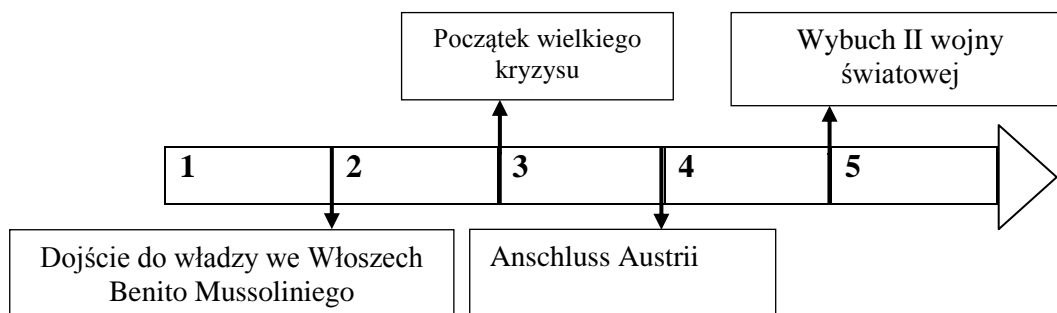 Początek wielkiego
kryzysu
Wybuch II wojny
światowej
1 2 3 4 5
Dojście do władzy we Włoszech
Benito Mussoliniego
Anschluss Austrii